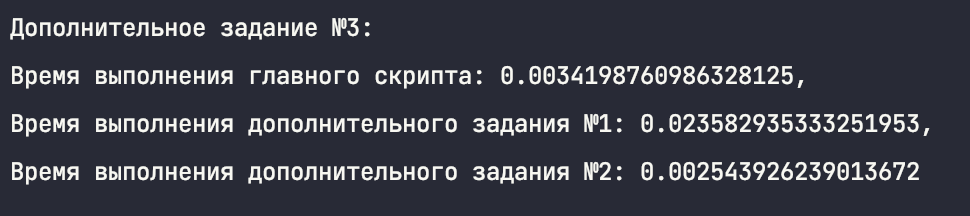 Дополнительное задание №3:
Время выполнения главного скрипта: 0.0034198760986328125,
Время выполнения дополнительного задания №1: 0.023582935333251953,
Время выполнения дополнительного задания №2: 0.002543926239013672